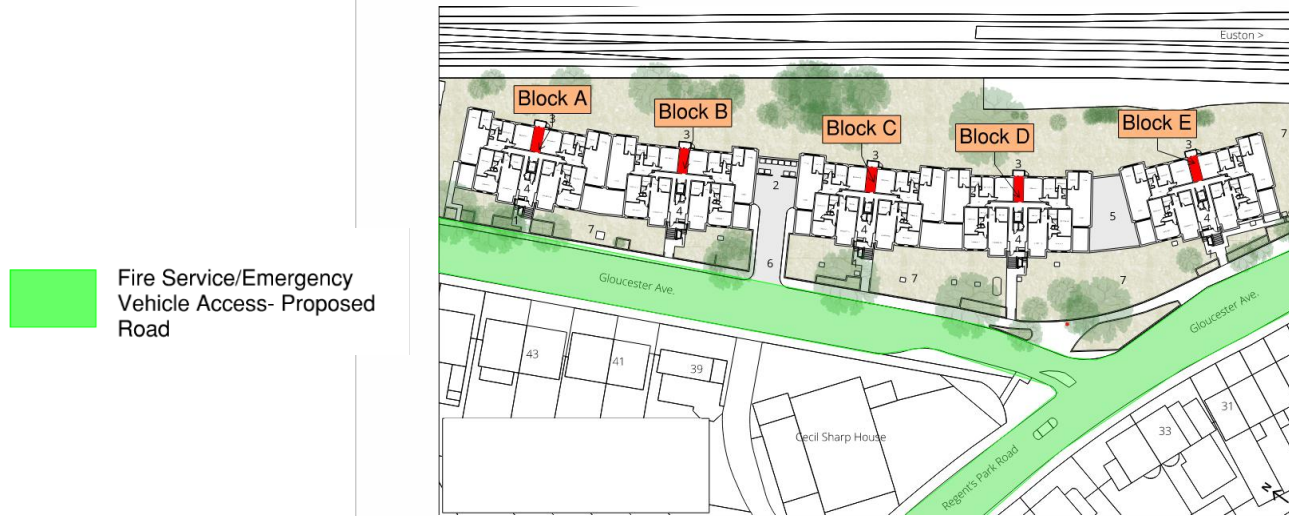 Fire Service/Emergency
Vehicle Access- Proposed
Road
Euston >
Block A
Block B
Block C
Block D
Block E
3
3
3
3
3
7
2
4
4
4
4
4
5
1
7
6
7
7
Gloucester Ave.
Gloucester Ave.
43
41
39
Cecil Sharp House
Regent's Park Road
31
33
N